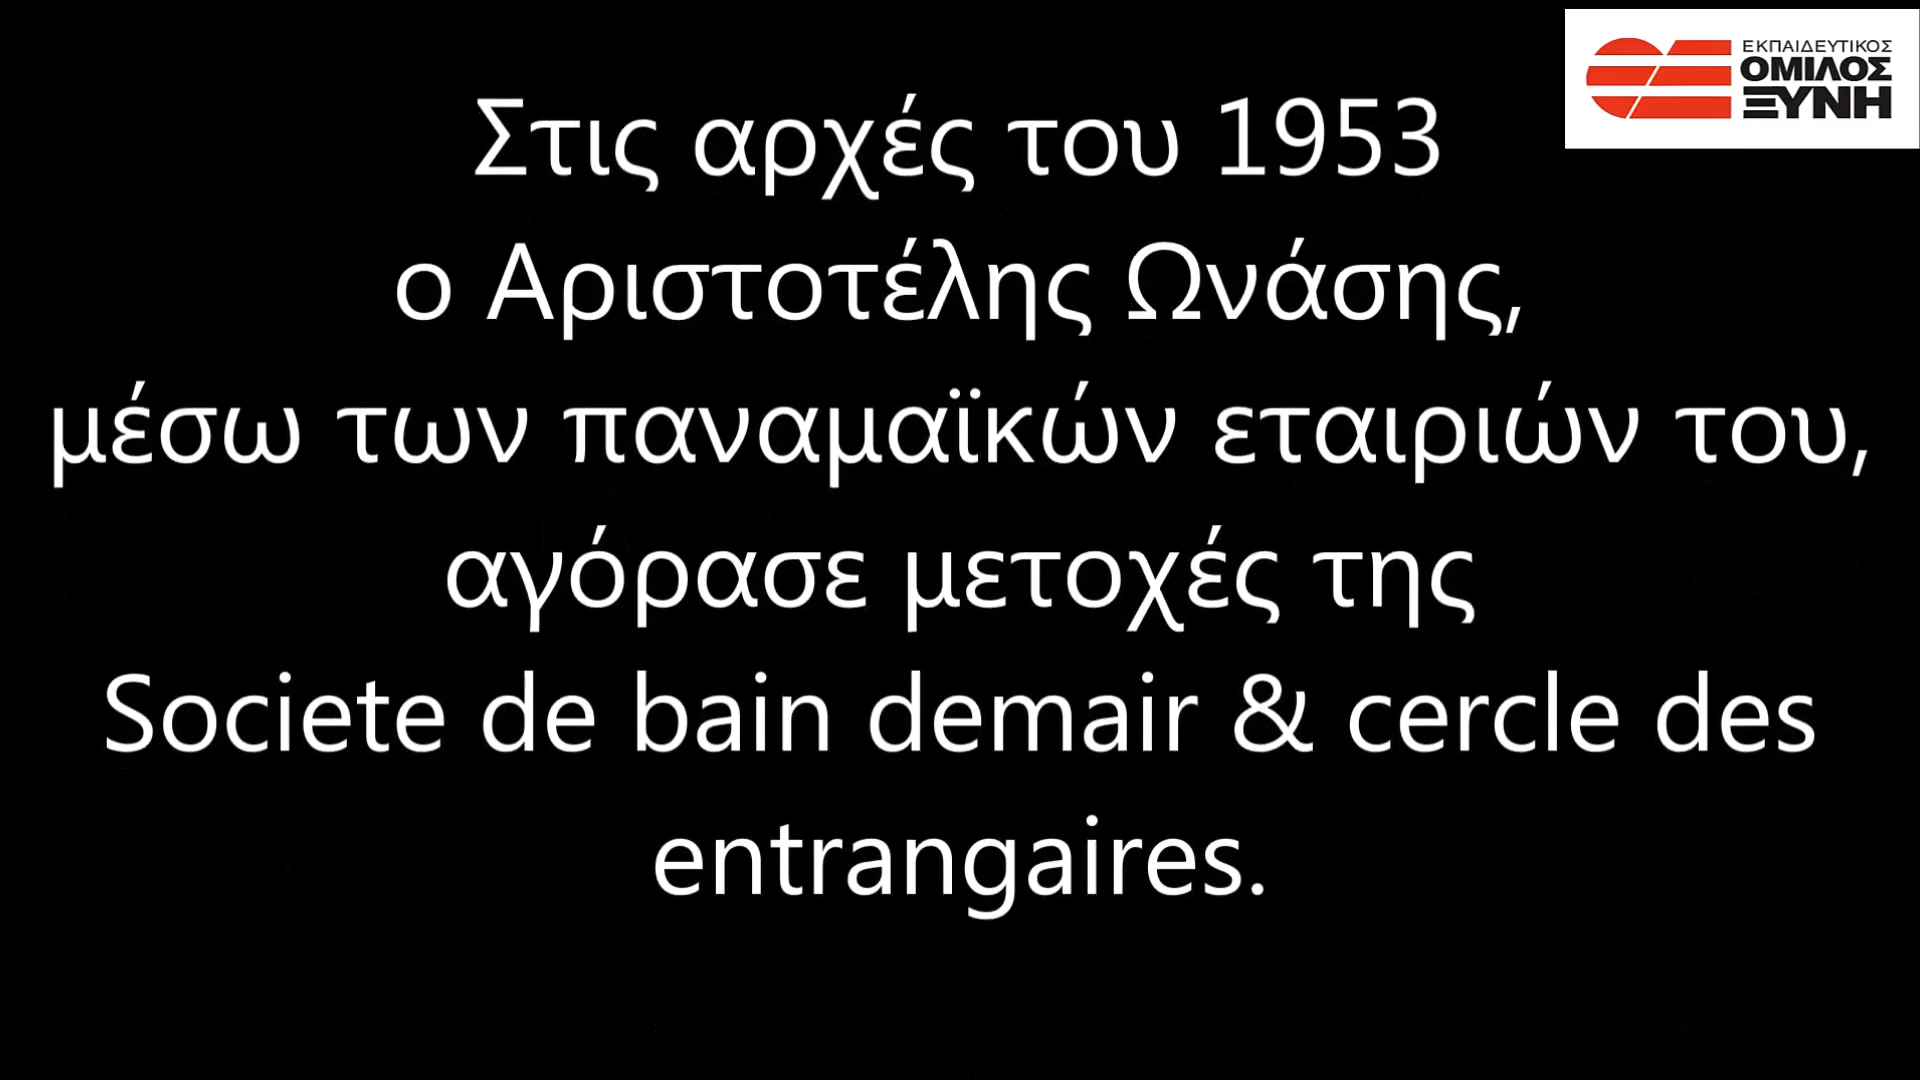 ΕΚΠΑΙΔΕΥΤΙΚΟΣ
ΟΜΙΛΟΣ
ΞΥΝΗ
Στις αρχές του 1953
ο Αριστοτέλης Ωνάσης,
μέσω των παναμαϊκών εταιριών του,
αγόρασε μετοχές της
Societe de bain demair & cercle des
entrangaires.